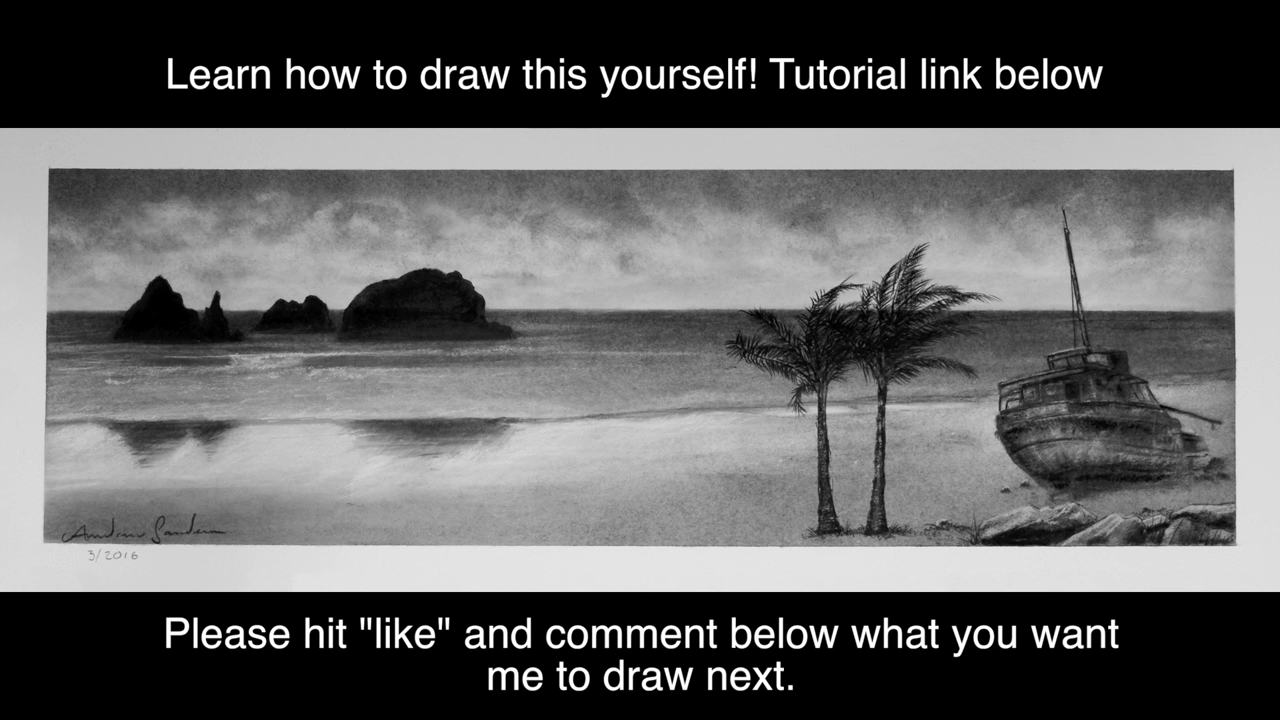 Learn how to draw this yourself! Tutorial link below
3/2016
Please hit "like" and comment below what you want
me to draw next.